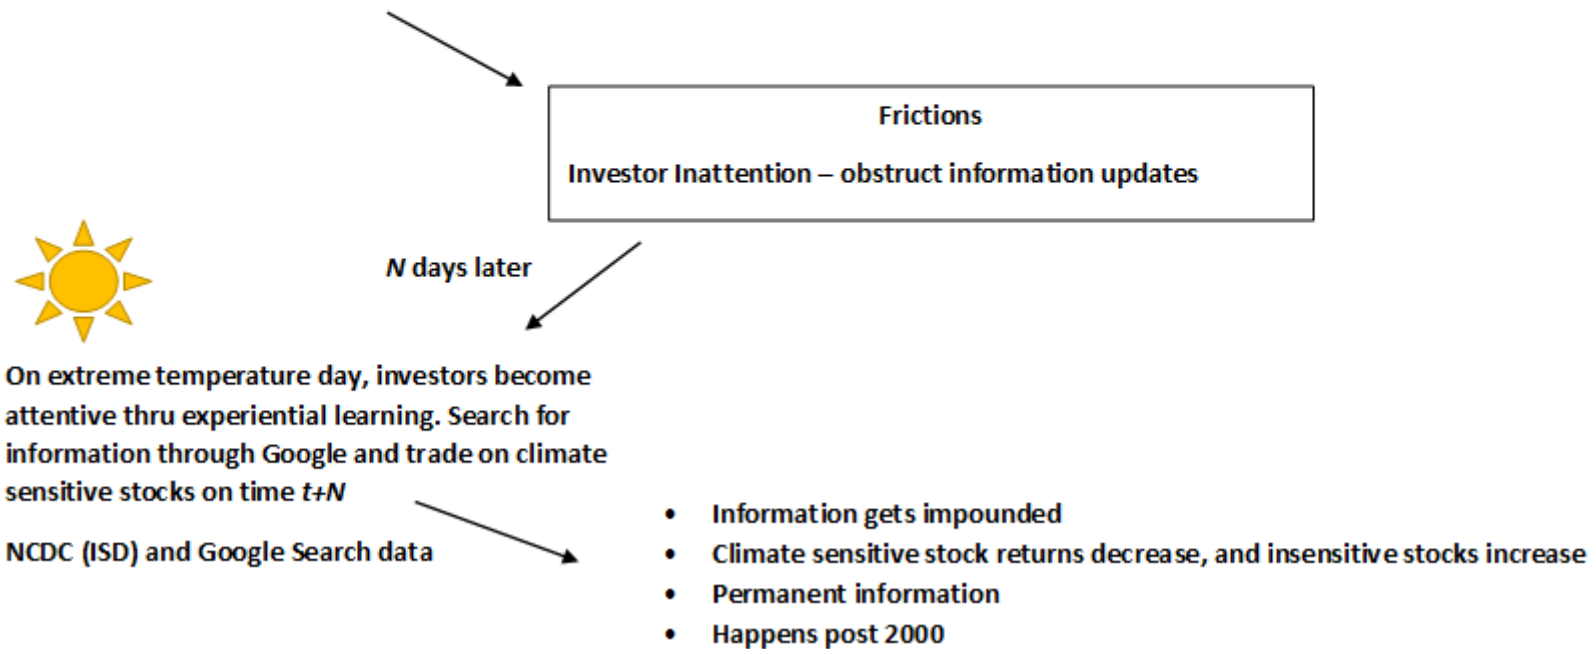 Frictions
Investor Inattention – obstruct information updates
N days later
On extreme temperature day, investors become
attentive thru experiential learning. Search for
information through Google and trade on climate
sensitive stocks on time t+N
NCDC (ISD) and Google Search data
• Information gets impounded
• Climate sensitive stock returns decrease, and insensitive stocks increase
• Permanent information
• Happens post 2000